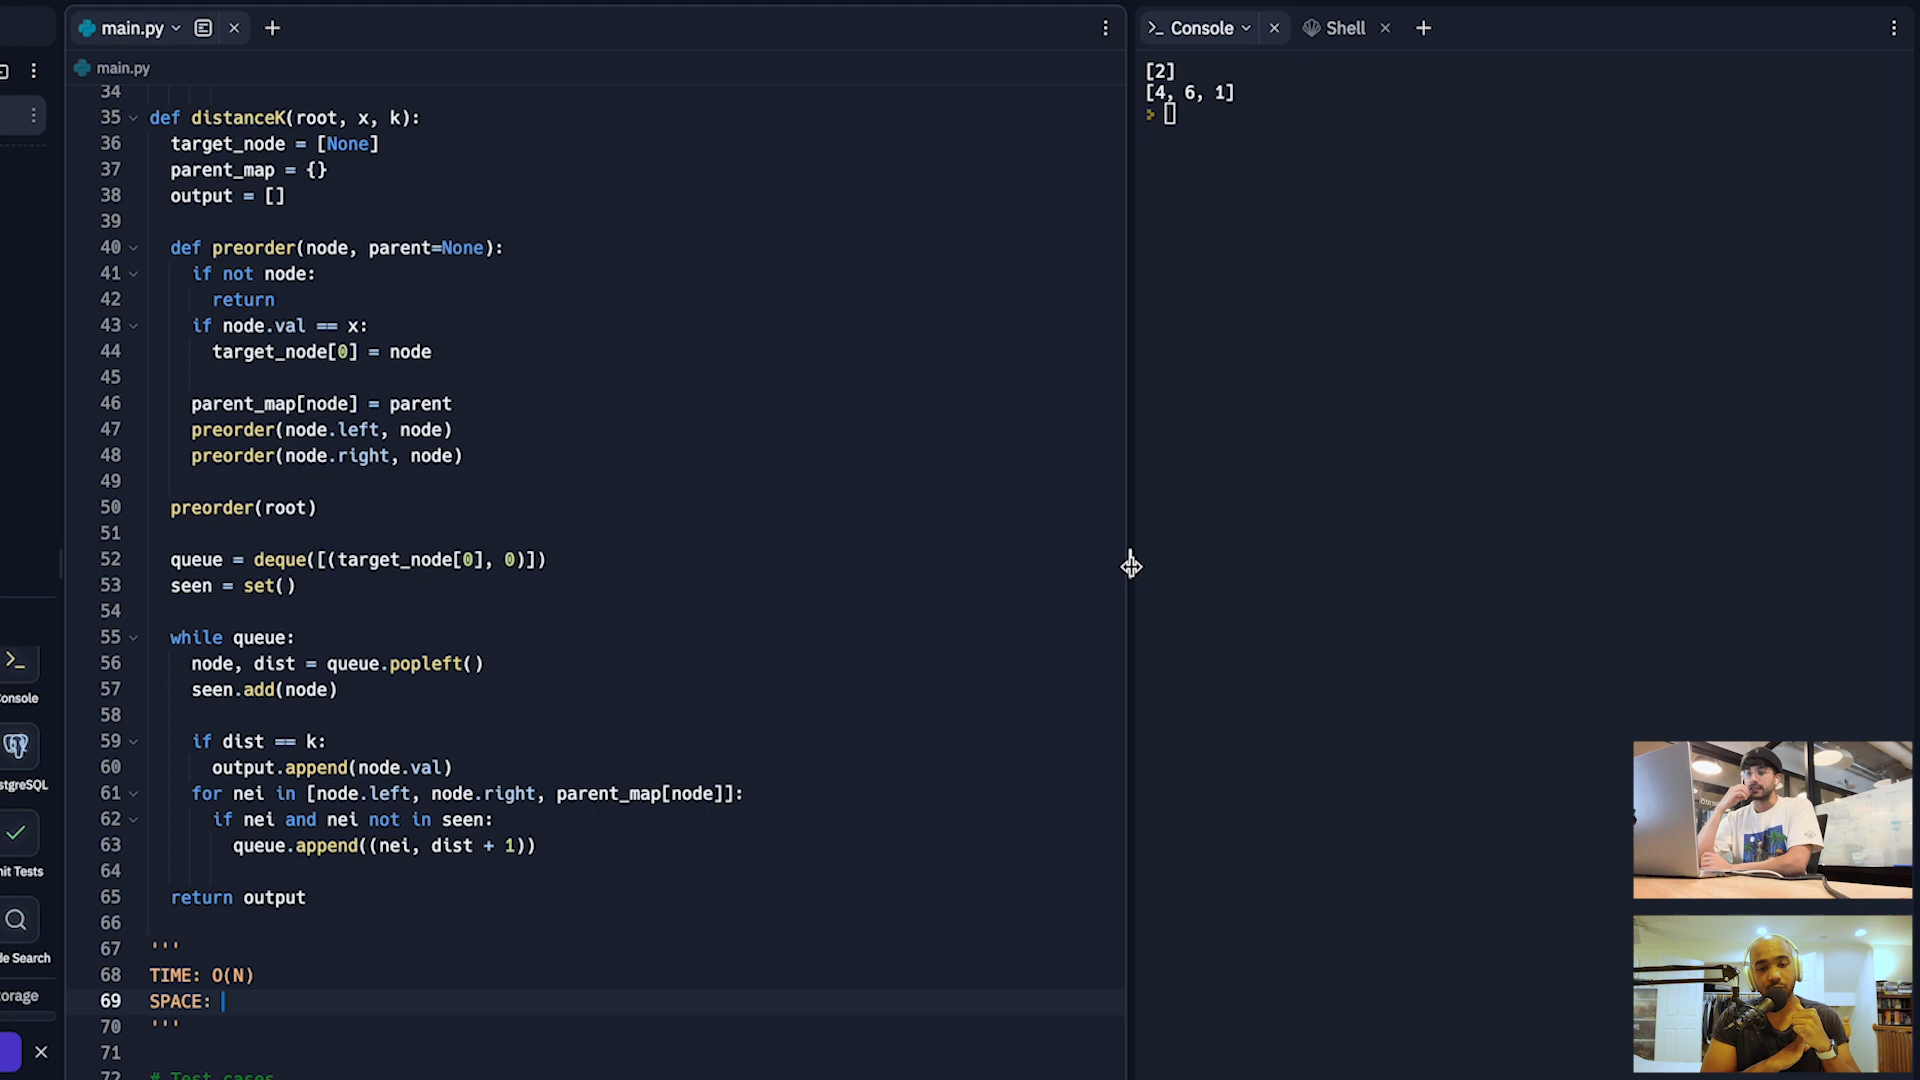 main.py
Console
Shell
main.py
34
35 def distanceK(root, x, k):
36 target_node = [None]
37 parent_map = {}
38 output = []
39
40 def preorder(node, parent=None):
41 if not node:
42 return
43 if node.val == x:
44 target_node[0] = node
45
46 parent_map[node] = parent
47 preorder(node.left, node)
48 preorder(node.right, node)
49
50 preorder(root)
51
52 queue = deque([(target_node[0], 0)])
53 seen = set()
54
55 while queue:
56 node, dist = queue.popleft()
57 seen.add(node)
58
59 if dist == k:
60 output.append(node.val)
61 for nei in [node.left, node.right, parent_map[node]]:
62 if nei and nei not in seen:
63 queue.append((nei, dist + 1))
64
65 return output
66
67 '''
68 TIME: O(N)
69 SPACE:
70 '''
71
72 # Test cases
[2]
[4, 6, 1]
onsole
stgreSQL
nit Tests
de Search
orage